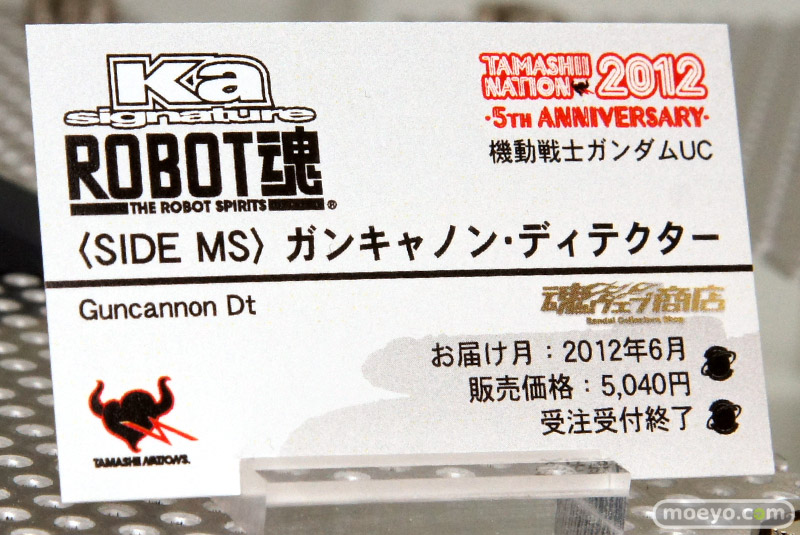 Ka
signature
ROBOT魂
THE ROBOT SPIRITS ®
TAMASHII
NATION 2012
・5TH ANNIVERSARY・
機動戦士ガンダムUC
〈SIDE MS〉 ガンキャノン・ディテクター
Guncannon Dt
魂ウェブ商店
Bandai Collectors Shop
お届け月：2012年6月
販売価格：5,040円
受注受付終了
TAMASHII NATIONS.
moeyo.com